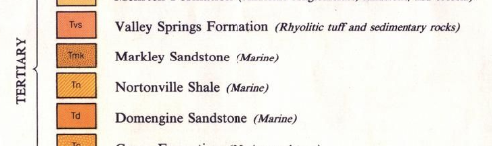 TERTIARY
Tvs Valley Springs Formation (Rhyolitic tuff and sedimentary rocks)
Tmk Markley Sandstone (Marine)
Tn Nortonville Shale (Marine)
Td Domengine Sandstone (Marine)